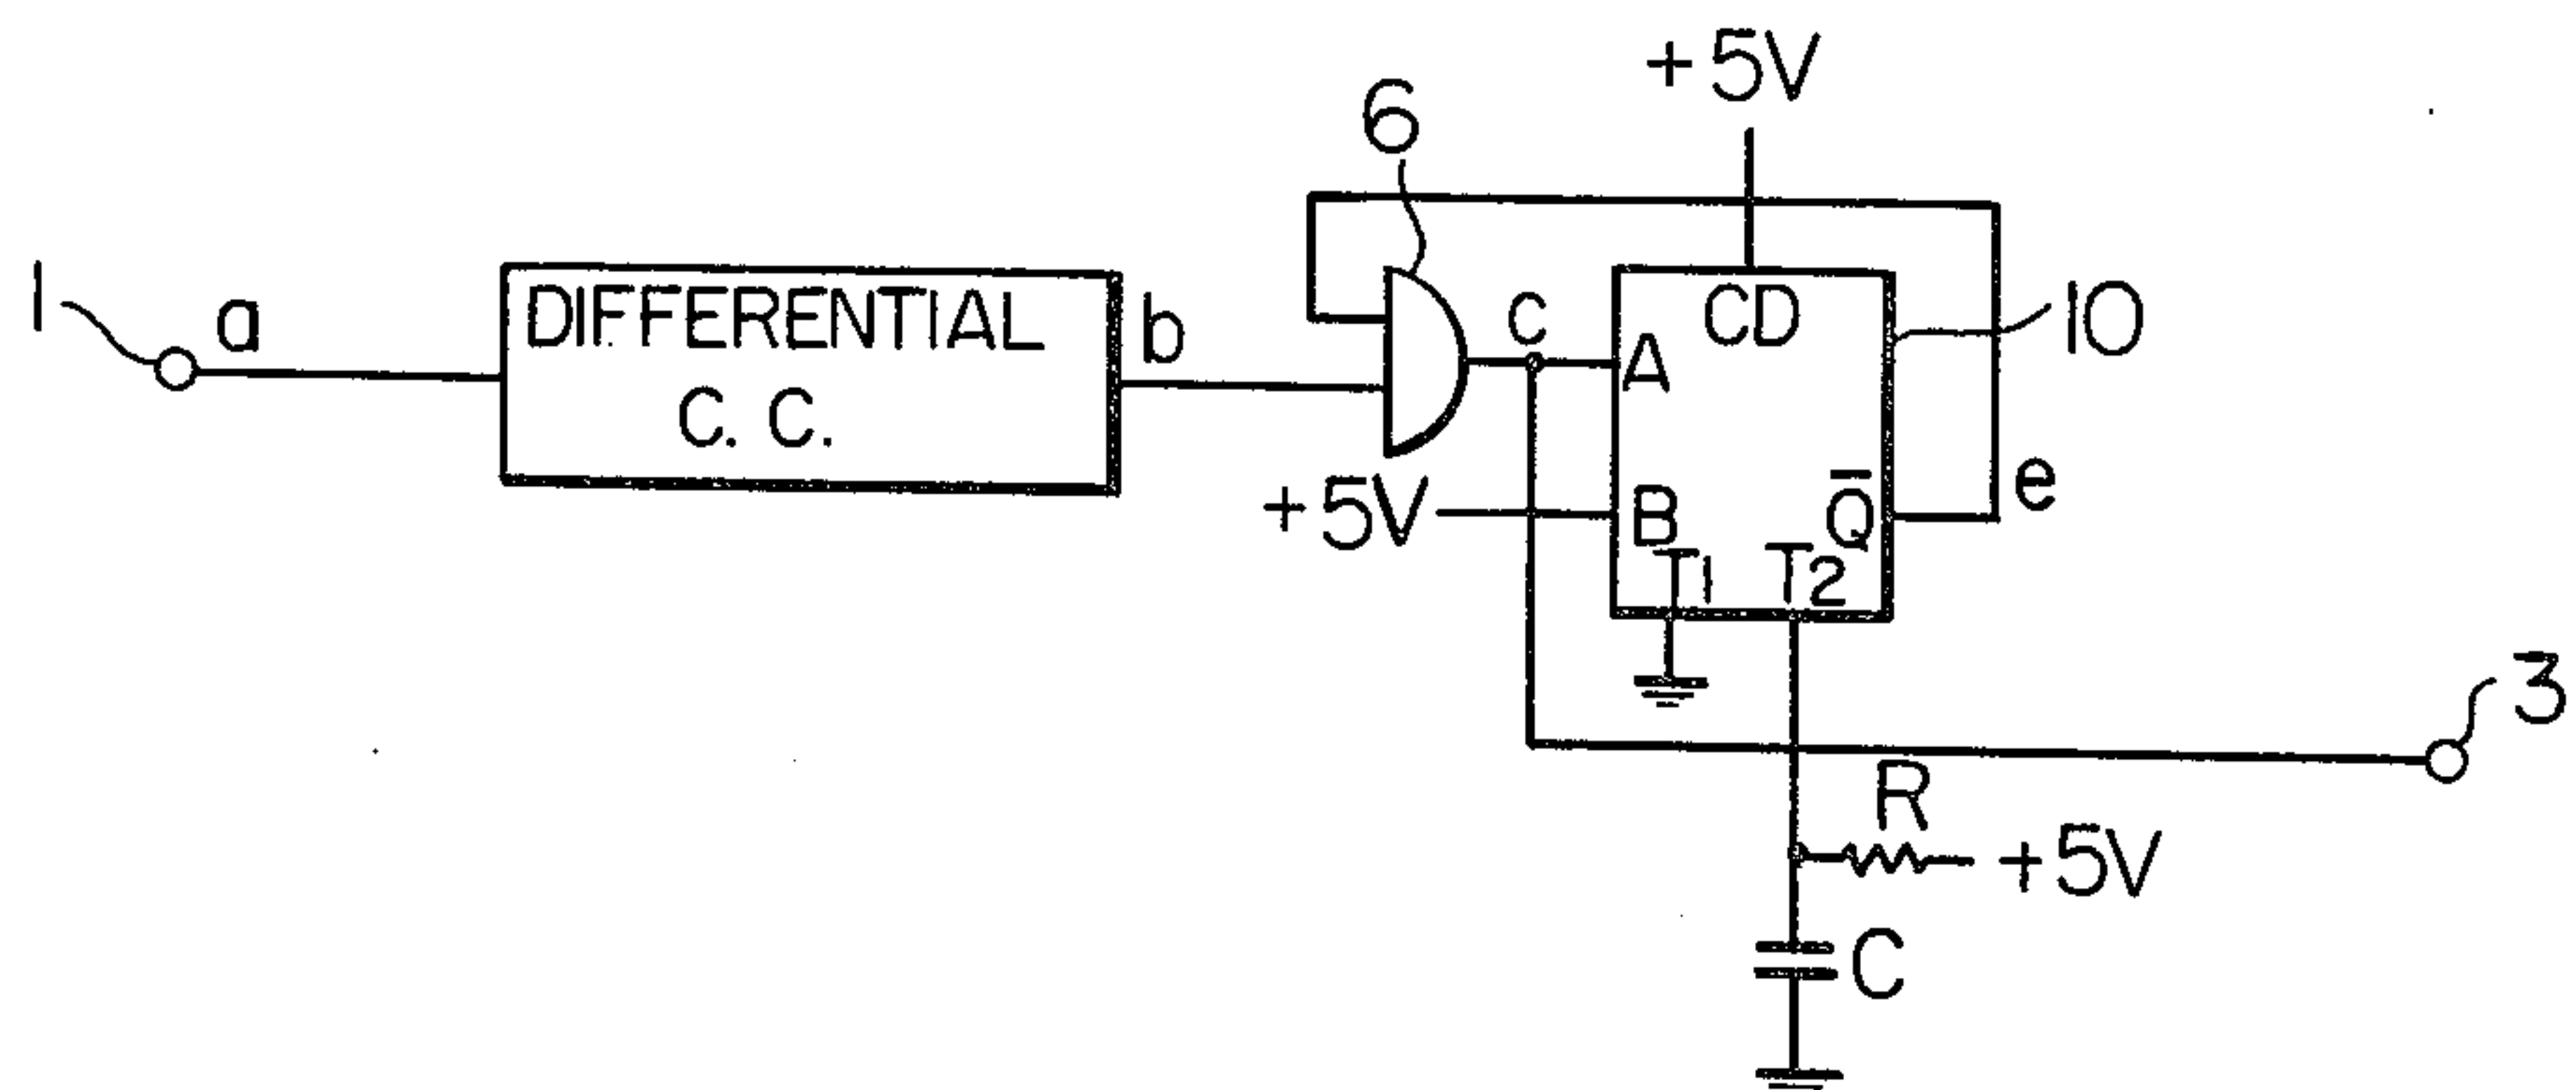 +5V
6
1
a
DIFFERENTIAL
C. C.
b
c
A
CD
10
+5V
B
Q̅
e
T1
T2
3
R
+5V
C